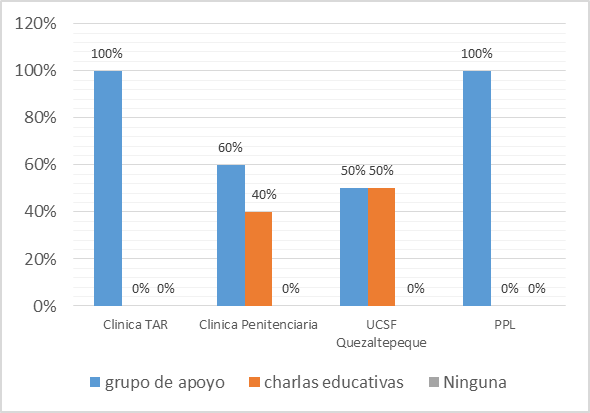 120%
100%
80%
60%
40%
20%
0%
100%
0%
0%
60%
40%
0%
50%
50%
0%
100%
0%
0%
Clinica TAR
Clinica Penitenciaria
UCSF
Quezaltepeque
PPL
grupo de apoyo
charlas educativas
Ninguna